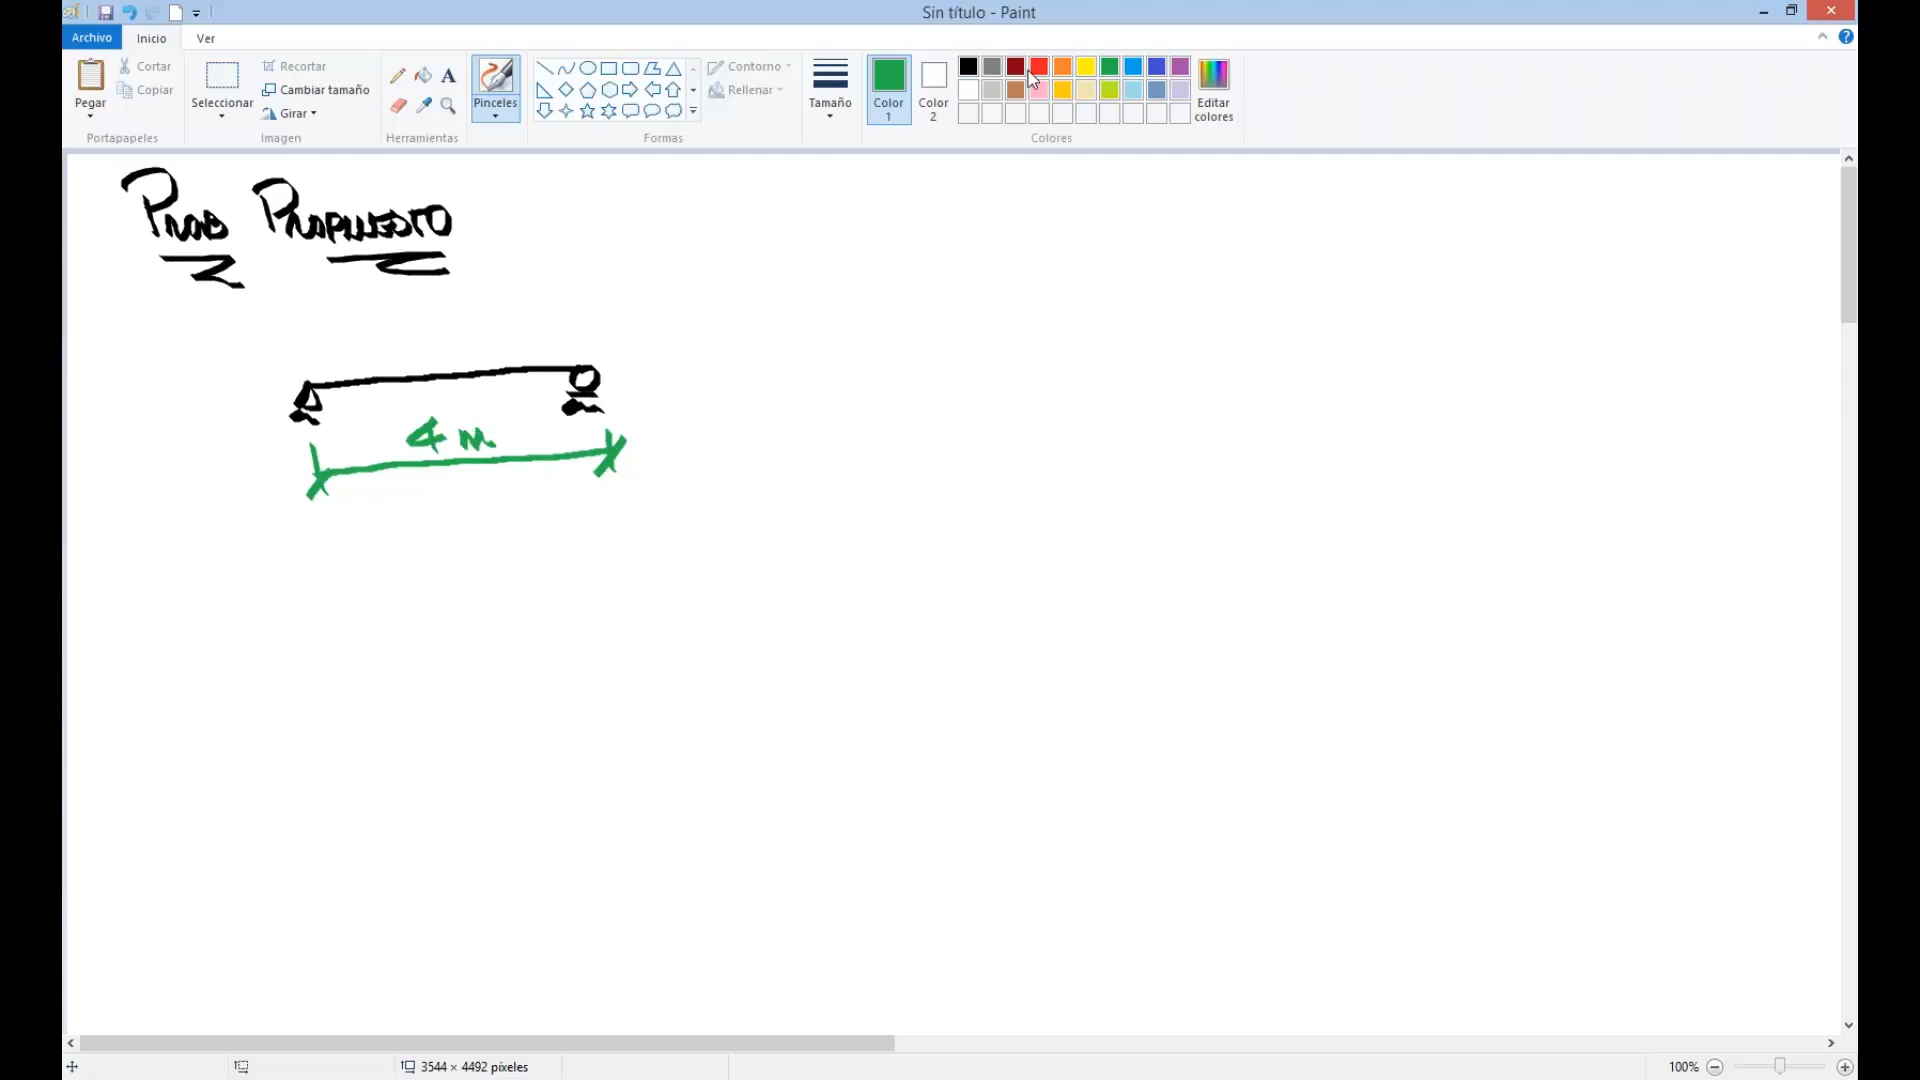 Sin título - Paint
Archivo Inicio Ver
Pegar
Cortar
Copiar
Portapapeles
Seleccionar
Recortar
Cambiar tamaño
Girar
Imagen
A
Herramientas
Pinceles
Contorno
Rellenar
Formas
Tamaño
Color 1
Color 2
Editar colores
Colores
PROB PROPUESTO
4 m
3544 × 4492 píxeles
100%